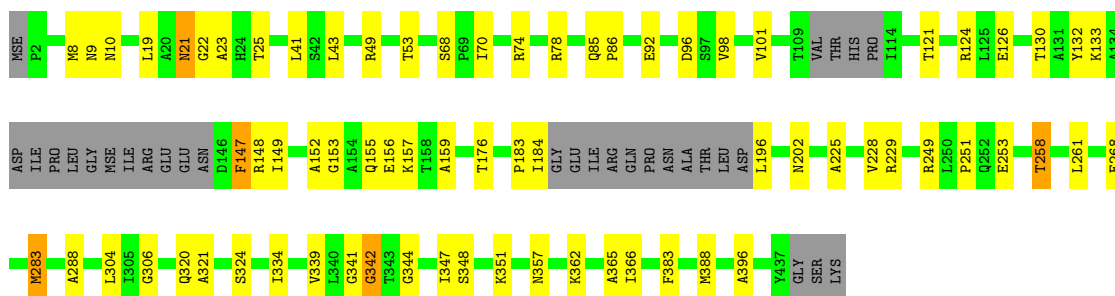 MSE P2 M8 N9 N10 L19 A20 N21 G22 A23 H24 T25 L41 S42 L43 R49 T53 S68 P69 I70 R74 R78 Q85 P86 E92 D96 S97 V98 V101 T109 VAL THR HIS PRO I114 T121 R124 L125 E126 T130 A131 Y132 K133 A134
ASP ILE PRO LEU GLY MSE ILE ARG GLU GLU ASN D146 F147 R148 I149 A152 G153 A154 Q155 E156 K157 T158 A159 T176 P183 I184 GLY GLU ILE ARG GLN PRO ASN ALA THR LEU ASP L196 N202 A225 V228 R229 R249 L250 P251 Q252 E253 T258 L261
M283 A288 L304 I305 G306 Q320 A321 S324 I334 V339 L340 G341 G342 T343 G344 I347 S348 K351 N357 K362 A365 I366 F383 M388 A396 Y437 GLY SER LYS